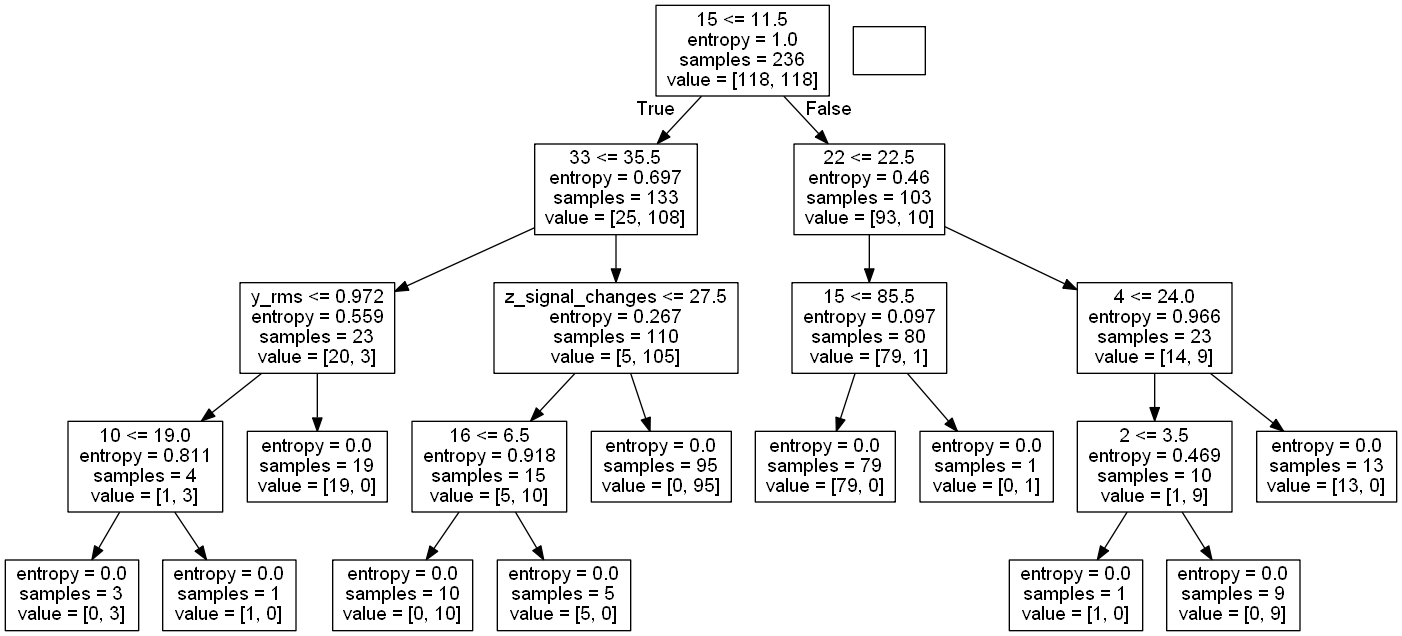 15 <= 11.5
entropy = 1.0
samples = 236
value = [118, 118]
True
False
33 <= 35.5
entropy = 0.697
samples = 133
value = [25, 108]
22 <= 22.5
entropy = 0.46
samples = 103
value = [93, 10]
y_rms <= 0.972
entropy = 0.559
samples = 23
value = [20, 3]
z_signal_changes <= 27.5
entropy = 0.267
samples = 110
value = [5, 105]
15 <= 85.5
entropy = 0.097
samples = 80
value = [79, 1]
4 <= 24.0
entropy = 0.966
samples = 23
value = [14, 9]
10 <= 19.0
entropy = 0.811
samples = 4
value = [1, 3]
entropy = 0.0
samples = 19
value = [19, 0]
16 <= 6.5
entropy = 0.918
samples = 15
value = [5, 10]
entropy = 0.0
samples = 95
value = [0, 95]
entropy = 0.0
samples = 79
value = [79, 0]
entropy = 0.0
samples = 1
value = [0, 1]
2 <= 3.5
entropy = 0.469
samples = 10
value = [1, 9]
entropy = 0.0
samples = 13
value = [13, 0]
entropy = 0.0
samples = 3
value = [0, 3]
entropy = 0.0
samples = 1
value = [1, 0]
entropy = 0.0
samples = 10
value = [0, 10]
entropy = 0.0
samples = 5
value = [5, 0]
entropy = 0.0
samples = 1
value = [1, 0]
entropy = 0.0
samples = 9
value = [0, 9]